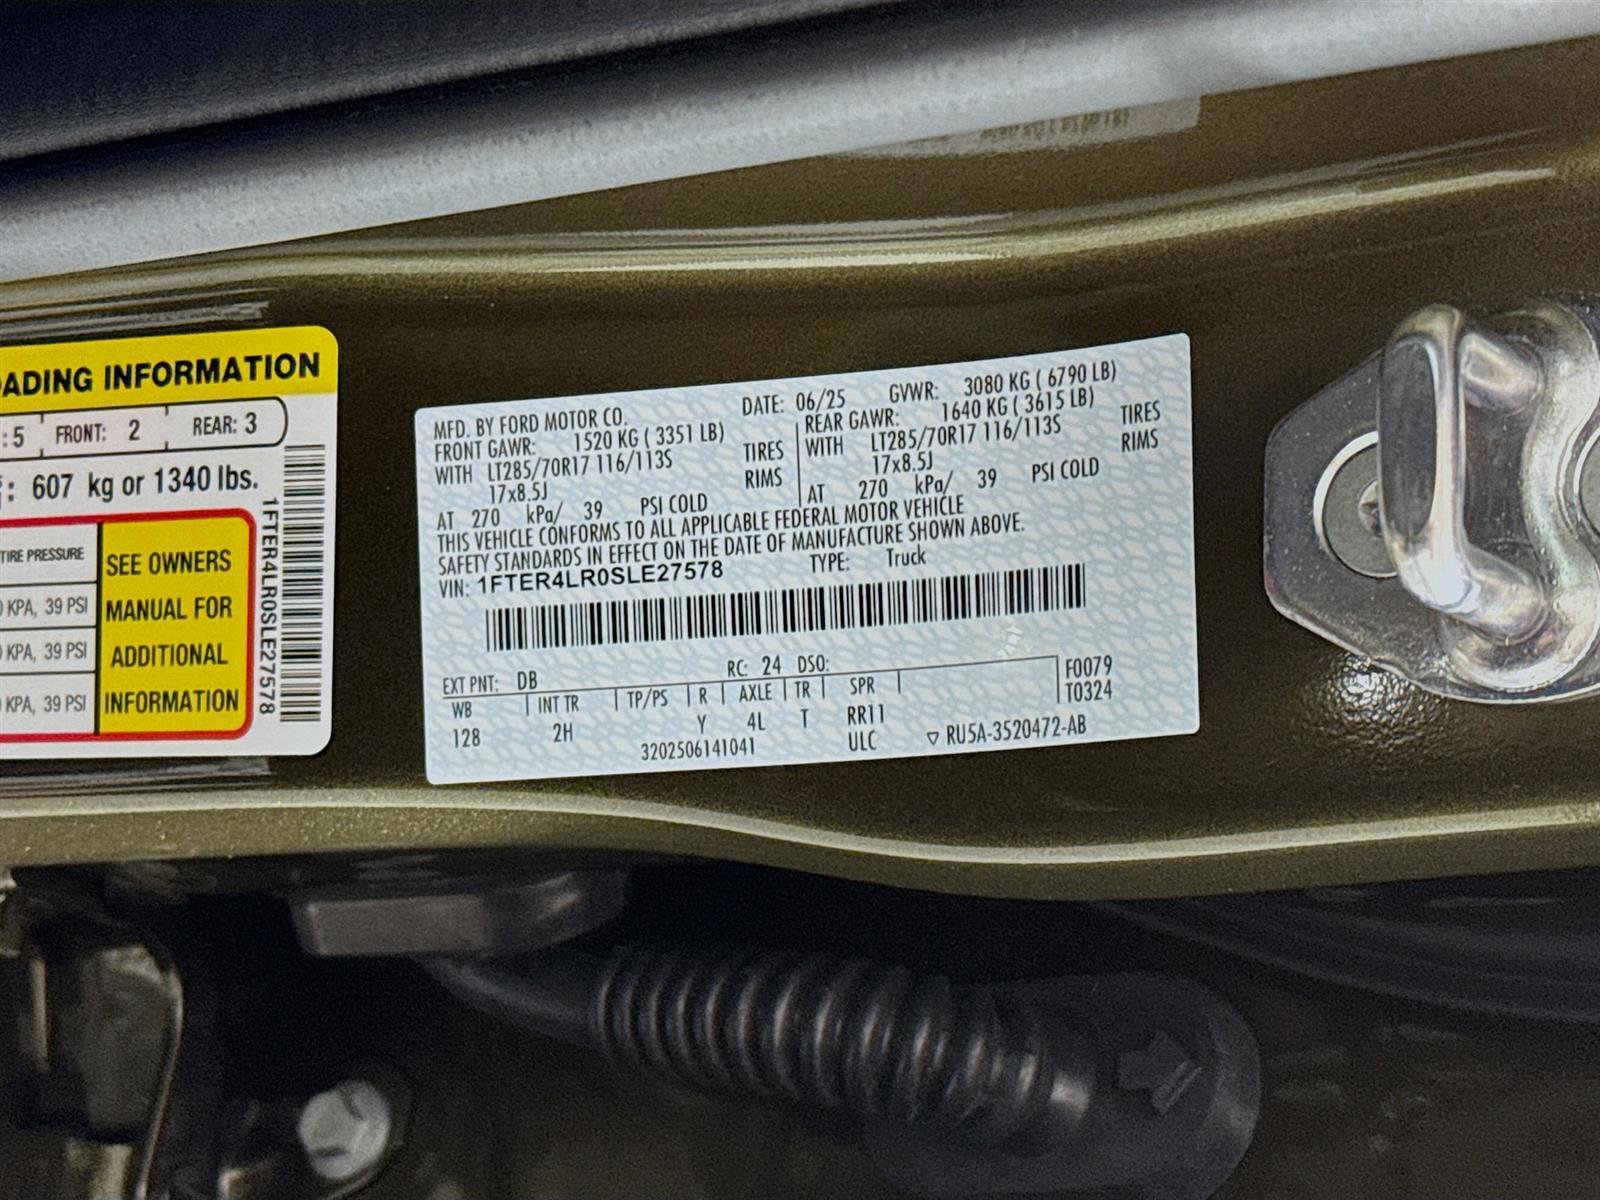 ADING INFORMATION
: 5 FRONT: 2 REAR: 3
: 607 kg or 1340 lbs.
TIRE PRESSURE
KPA, 39 PSI
KPA, 39 PSI
KPA, 39 PSI
SEE OWNERS
MANUAL FOR
ADDITIONAL
INFORMATION
1FTER4LR0SLE27578
MFD. BY FORD MOTOR CO. DATE: 06/25 GVWR: 3080 KG ( 6790 LB)
FRONT GAWR: 1520 KG ( 3351 LB) REAR GAWR: 1640 KG ( 3615 LB)
WITH LT285/70R17 116/113S TIRES WITH LT285/70R17 116/113S TIRES
17x8.5J RIMS 17x8.5J RIMS
AT 270 kPa/ 39 PSI COLD AT 270 kPa/ 39 PSI COLD
THIS VEHICLE CONFORMS TO ALL APPLICABLE FEDERAL MOTOR VEHICLE
SAFETY STANDARDS IN EFFECT ON THE DATE OF MANUFACTURE SHOWN ABOVE.
VIN: 1FTER4LR0SLE27578 TYPE: Truck
EXT PNT: DB RC: 24 DSO: F0079
WB INT TR TP/PS R AXLE TR SPR T0324
128 2H Y 4L T RR11
3202506141041 ULC ▽ RU5A-3520472-AB